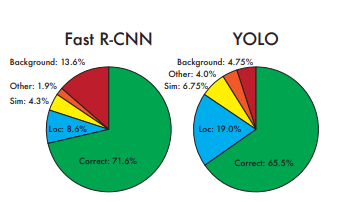 Fast R-CNN
Background: 13.6%
Other: 1.9%
Sim: 4.3%
Loc: 8.6%
Correct: 71.6%
YOLO
Background: 4.75%
Other: 4.0%
Sim: 6.75%
Loc: 19.0%
Correct: 65.5%